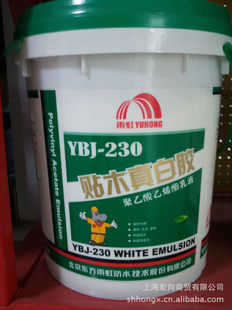 雨虹 YUHONG
YBJ-230
贴木真白胶
聚乙酸乙烯酯乳液
Polyvinyl Acetate Emulsion
YBJ-230 WHITE EMULSION
北京东方雨虹防水技术股份有限公司
上海宏向商贸有限公司
shhongx.cn.alibaba.com